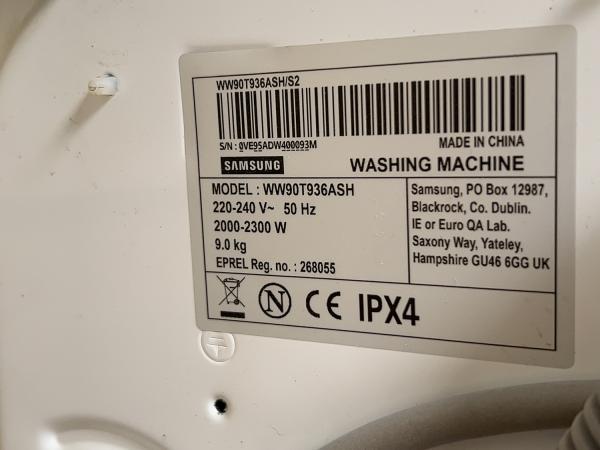 WW90T936ASH/S2
S/N : 0VE95ADW400093M
MADE IN CHINA
SAMSUNG
WASHING MACHINE
MODEL : WW90T936ASH
220-240 V~ 50 Hz
2000-2300 W
9.0 kg
EPREL Reg. no. : 268055
Samsung, PO Box 12987,
Blackrock, Co. Dublin.
IE or Euro QA Lab.
Saxony Way, Yateley,
Hampshire GU46 6GG UK
N CE IPX4